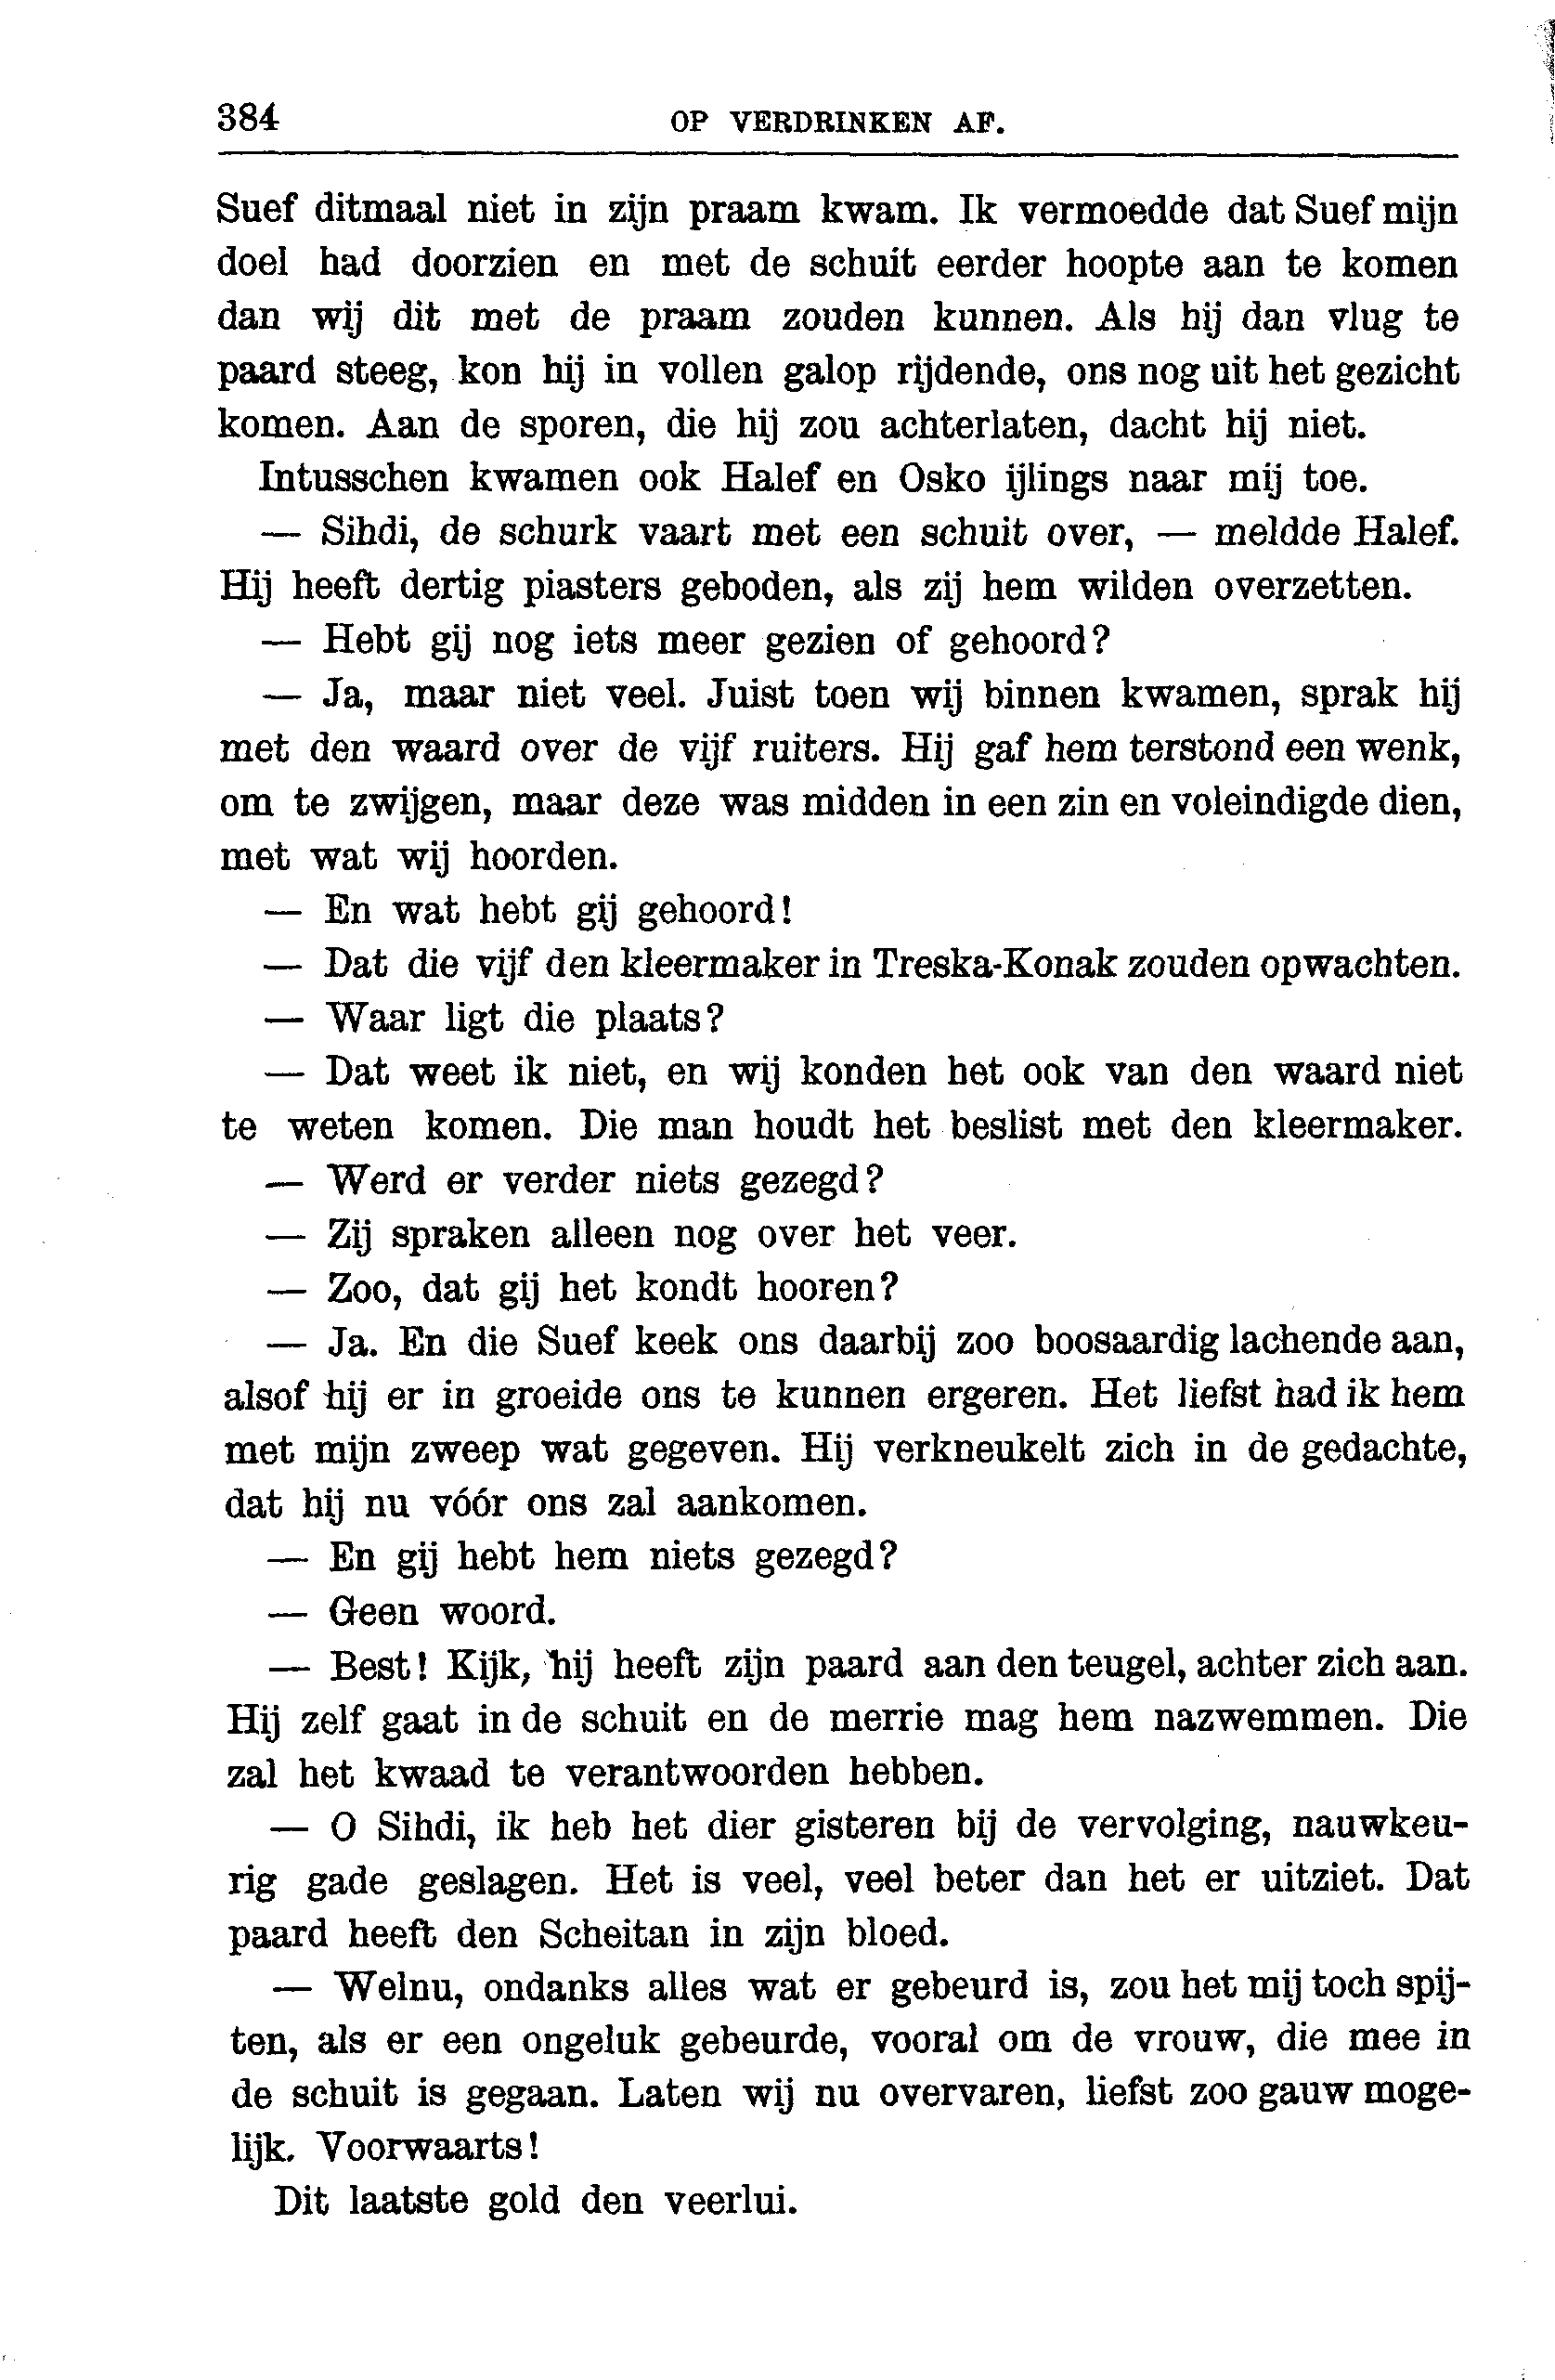 384 OP VERDRINKEN AF.
Suef ditmaal niet in zijn praam kwam. Ik vermoedde dat Suef mijn
doel had doorzien en met de schuit eerder hoopte aan te komen
dan wij dit met de praam zouden kunnen. Als hij dan vlug te
paard steeg, kon hij in vollen galop rijdende, ons nog uit het gezicht
komen. Aan de sporen, die hij zou achterlaten, dacht hij niet.
Intusschen kwamen ook Halef en Osko ijlings naar mij toe.
— Sihdi, de schurk vaart met een schuit over, — meldde Halef.
Hij heeft dertig piasters geboden, als zij hem wilden overzetten.
— Hebt gij nog iets meer gezien of gehoord?
— Ja, maar niet veel. Juist toen wij binnen kwamen, sprak hij
met den waard over de vijf ruiters. Hij gaf hem terstond een wenk,
om te zwijgen, maar deze was midden in een zin en voleindigde dien,
met wat wij hoorden.
— En wat hebt gij gehoord!
— Dat die vijf den kleermaker in Treska-Konak zouden opwachten.
— Waar ligt die plaats?
— Dat weet ik niet, en wij konden het ook van den waard niet
te weten komen. Die man houdt het beslist met den kleermaker.
— Werd er verder niets gezegd?
— Zij spraken alleen nog over het veer.
— Zoo, dat gij het kondt hooren?
— Ja. En die Suef keek ons daarbij zoo boosaardig lachende aan,
alsof hij er in groeide ons te kunnen ergeren. Het liefst had ik hem
met mijn zweep wat gegeven. Hij verkneukelt zich in de gedachte,
dat hij nu vóór ons zal aankomen.
— En gij hebt hem niets gezegd?
— Geen woord.
— Best! Kijk, hij heeft zijn paard aan den teugel, achter zich aan.
Hij zelf gaat in de schuit en de merrie mag hem nazwemmen. Die
zal het kwaad te verantwoorden hebben.
— O Sihdi, ik heb het dier gisteren bij de vervolging, nauwkeu-
rig gade geslagen. Het is veel, veel beter dan het er uitziet. Dat
paard heeft den Scheitan in zijn bloed.
— Welnu, ondanks alles wat er gebeurd is, zou het mij toch spij-
ten, als er een ongeluk gebeurde, vooral om de vrouw, die mee in
de schuit is gegaan. Laten wij nu overvaren, liefst zoo gauw moge-
lijk. Voorwaarts!
Dit laatste gold den veerlui.